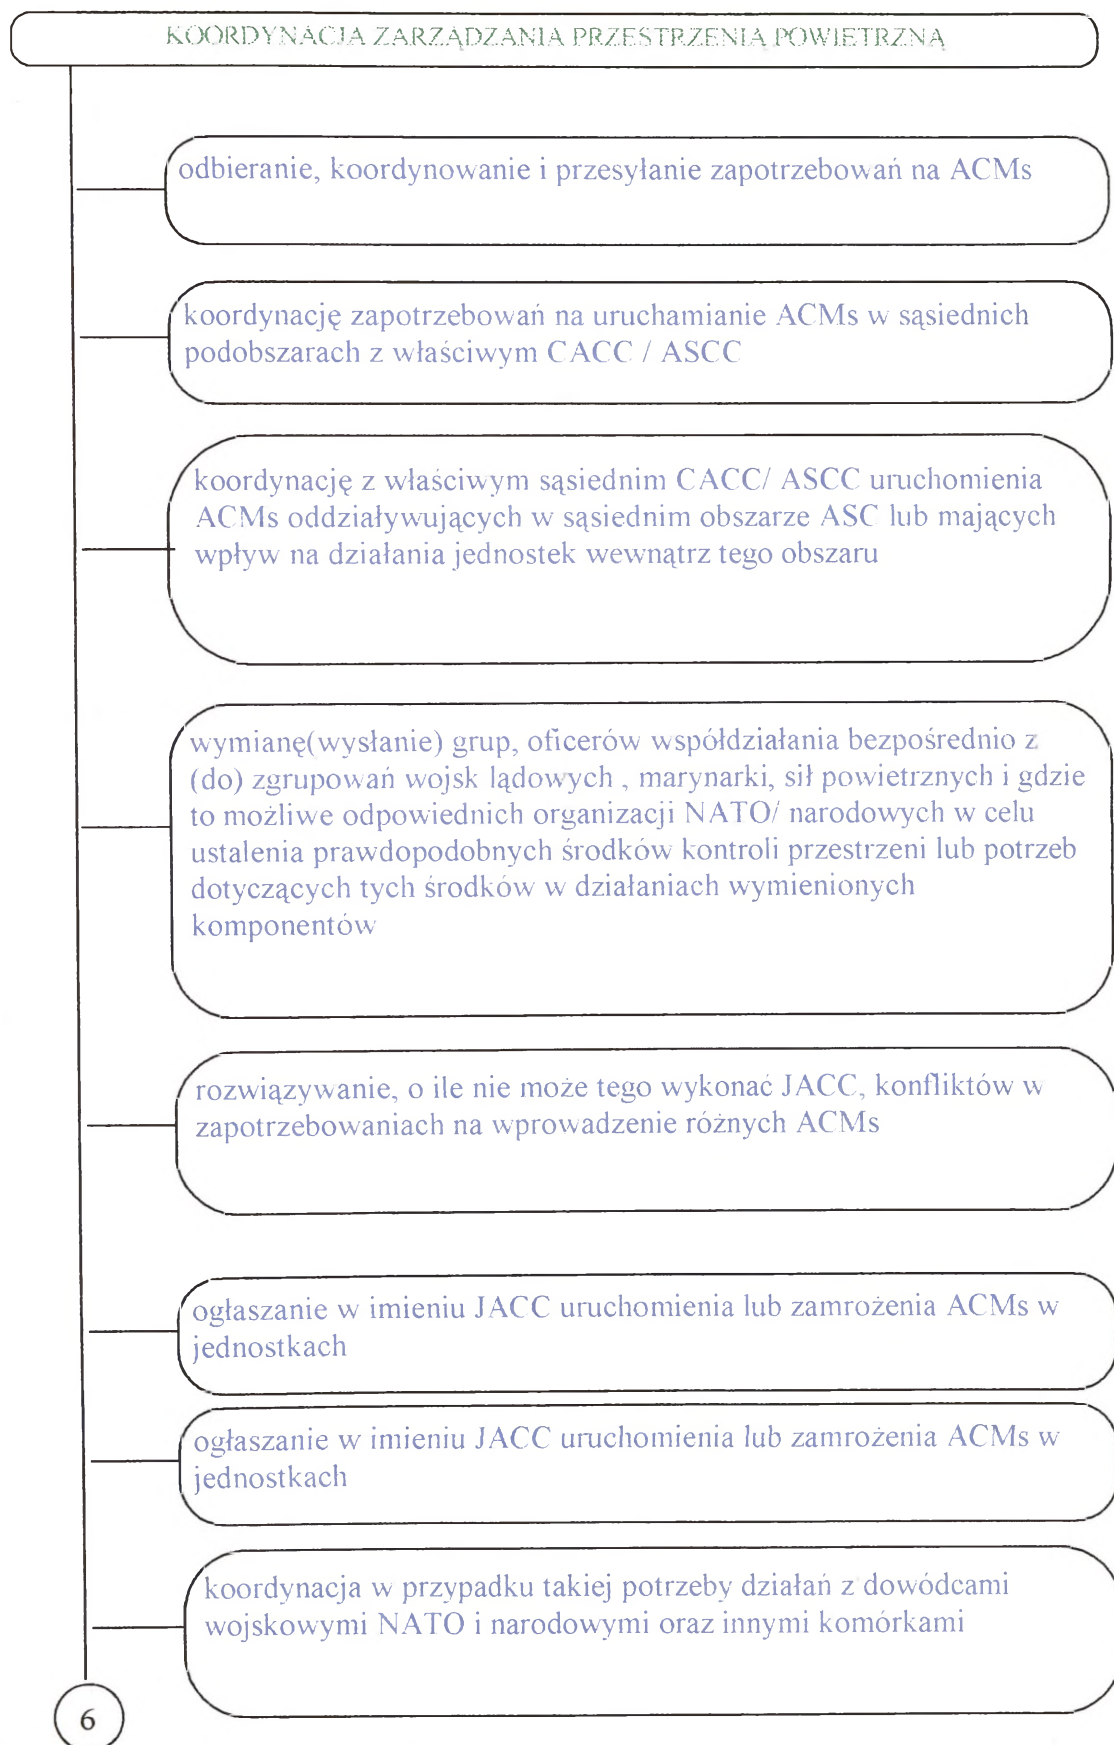 KOORDYNACJA ZARZĄDZANIA PRZESTRZENIĄ POWIETRZNĄ
odbieranie, koordynowanie i przesyłanie zapotrzebowań na ACMs
koordynację zapotrzebowań na uruchamianie ACMs w sąsiednich
podobszarach z właściwym CACC / ASCC
koordynację z właściwym sąsiednim CACC/ ASCC uruchomienia
ACMs oddziaływujących w sąsiednim obszarze ASC lub mających
wpływ na działania jednostek wewnątrz tego obszaru
wymianę(wysłanie) grup, oficerów współdziałania bezpośrednio z
(do) zgrupowań wojsk lądowych , marynarki, sił powietrznych i gdzie
to możliwe odpowiednich organizacji NATO/ narodowych w celu
ustalenia prawdopodobnych środków kontroli przestrzeni lub potrzeb
dotyczących tych środków w działaniach wymienionych
komponentów
rozwiązywanie, o ile nie może tego wykonać JACC, konfliktów w
zapotrzebowaniach na wprowadzenie różnych ACMs
ogłaszanie w imieniu JACC uruchomienia lub zamrożenia ACMs w
jednostkach
ogłaszanie w imieniu JACC uruchomienia lub zamrożenia ACMs w
jednostkach
koordynacja w przypadku takiej potrzeby działań z dowódcami
wojskowymi NATO i narodowymi oraz innymi komórkami
6